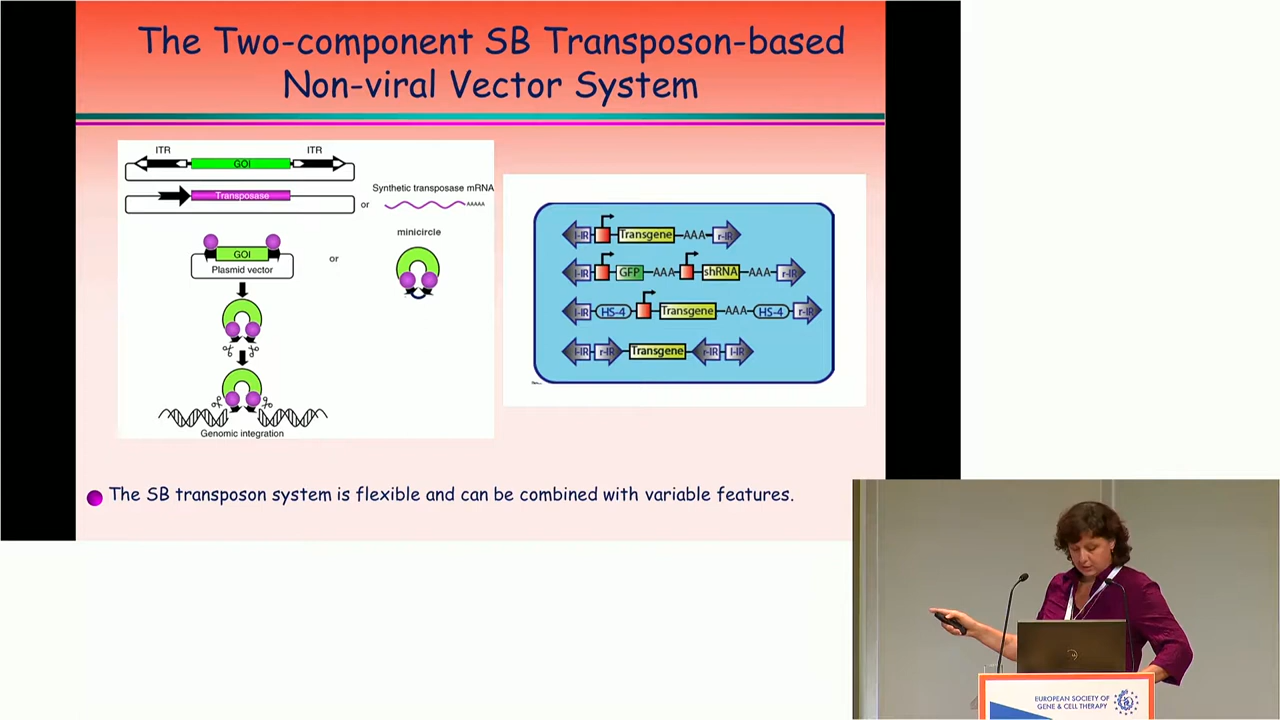 The Two-component SB Transposon-based
Non-viral Vector System
ITR
ITR
GOI
Transposase
or
Synthetic transposase mRNA
AAAAA
minicircle
GOI
Plasmid vector
or
Genomic integration
l-IR Transgene AAA r-IR
l-IR GFP AAA shRNA AAA r-IR
l-IR HS-4 Transgene AAA HS-4 r-IR
l-IR r-IR Transgene r-IR l-IR
The SB transposon system is flexible and can be combined with variable features.
EUROPEAN SOCIETY OF
GENE & CELL THERAPY